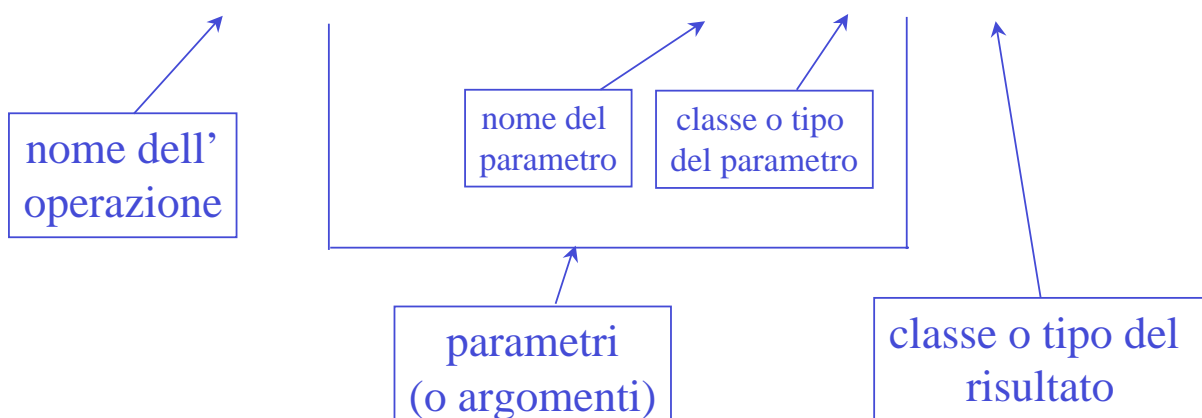 nome dell’
operazione
nome del
parametro
classe o tipo
del parametro
parametri
(o argomenti)
classe o tipo del
risultato